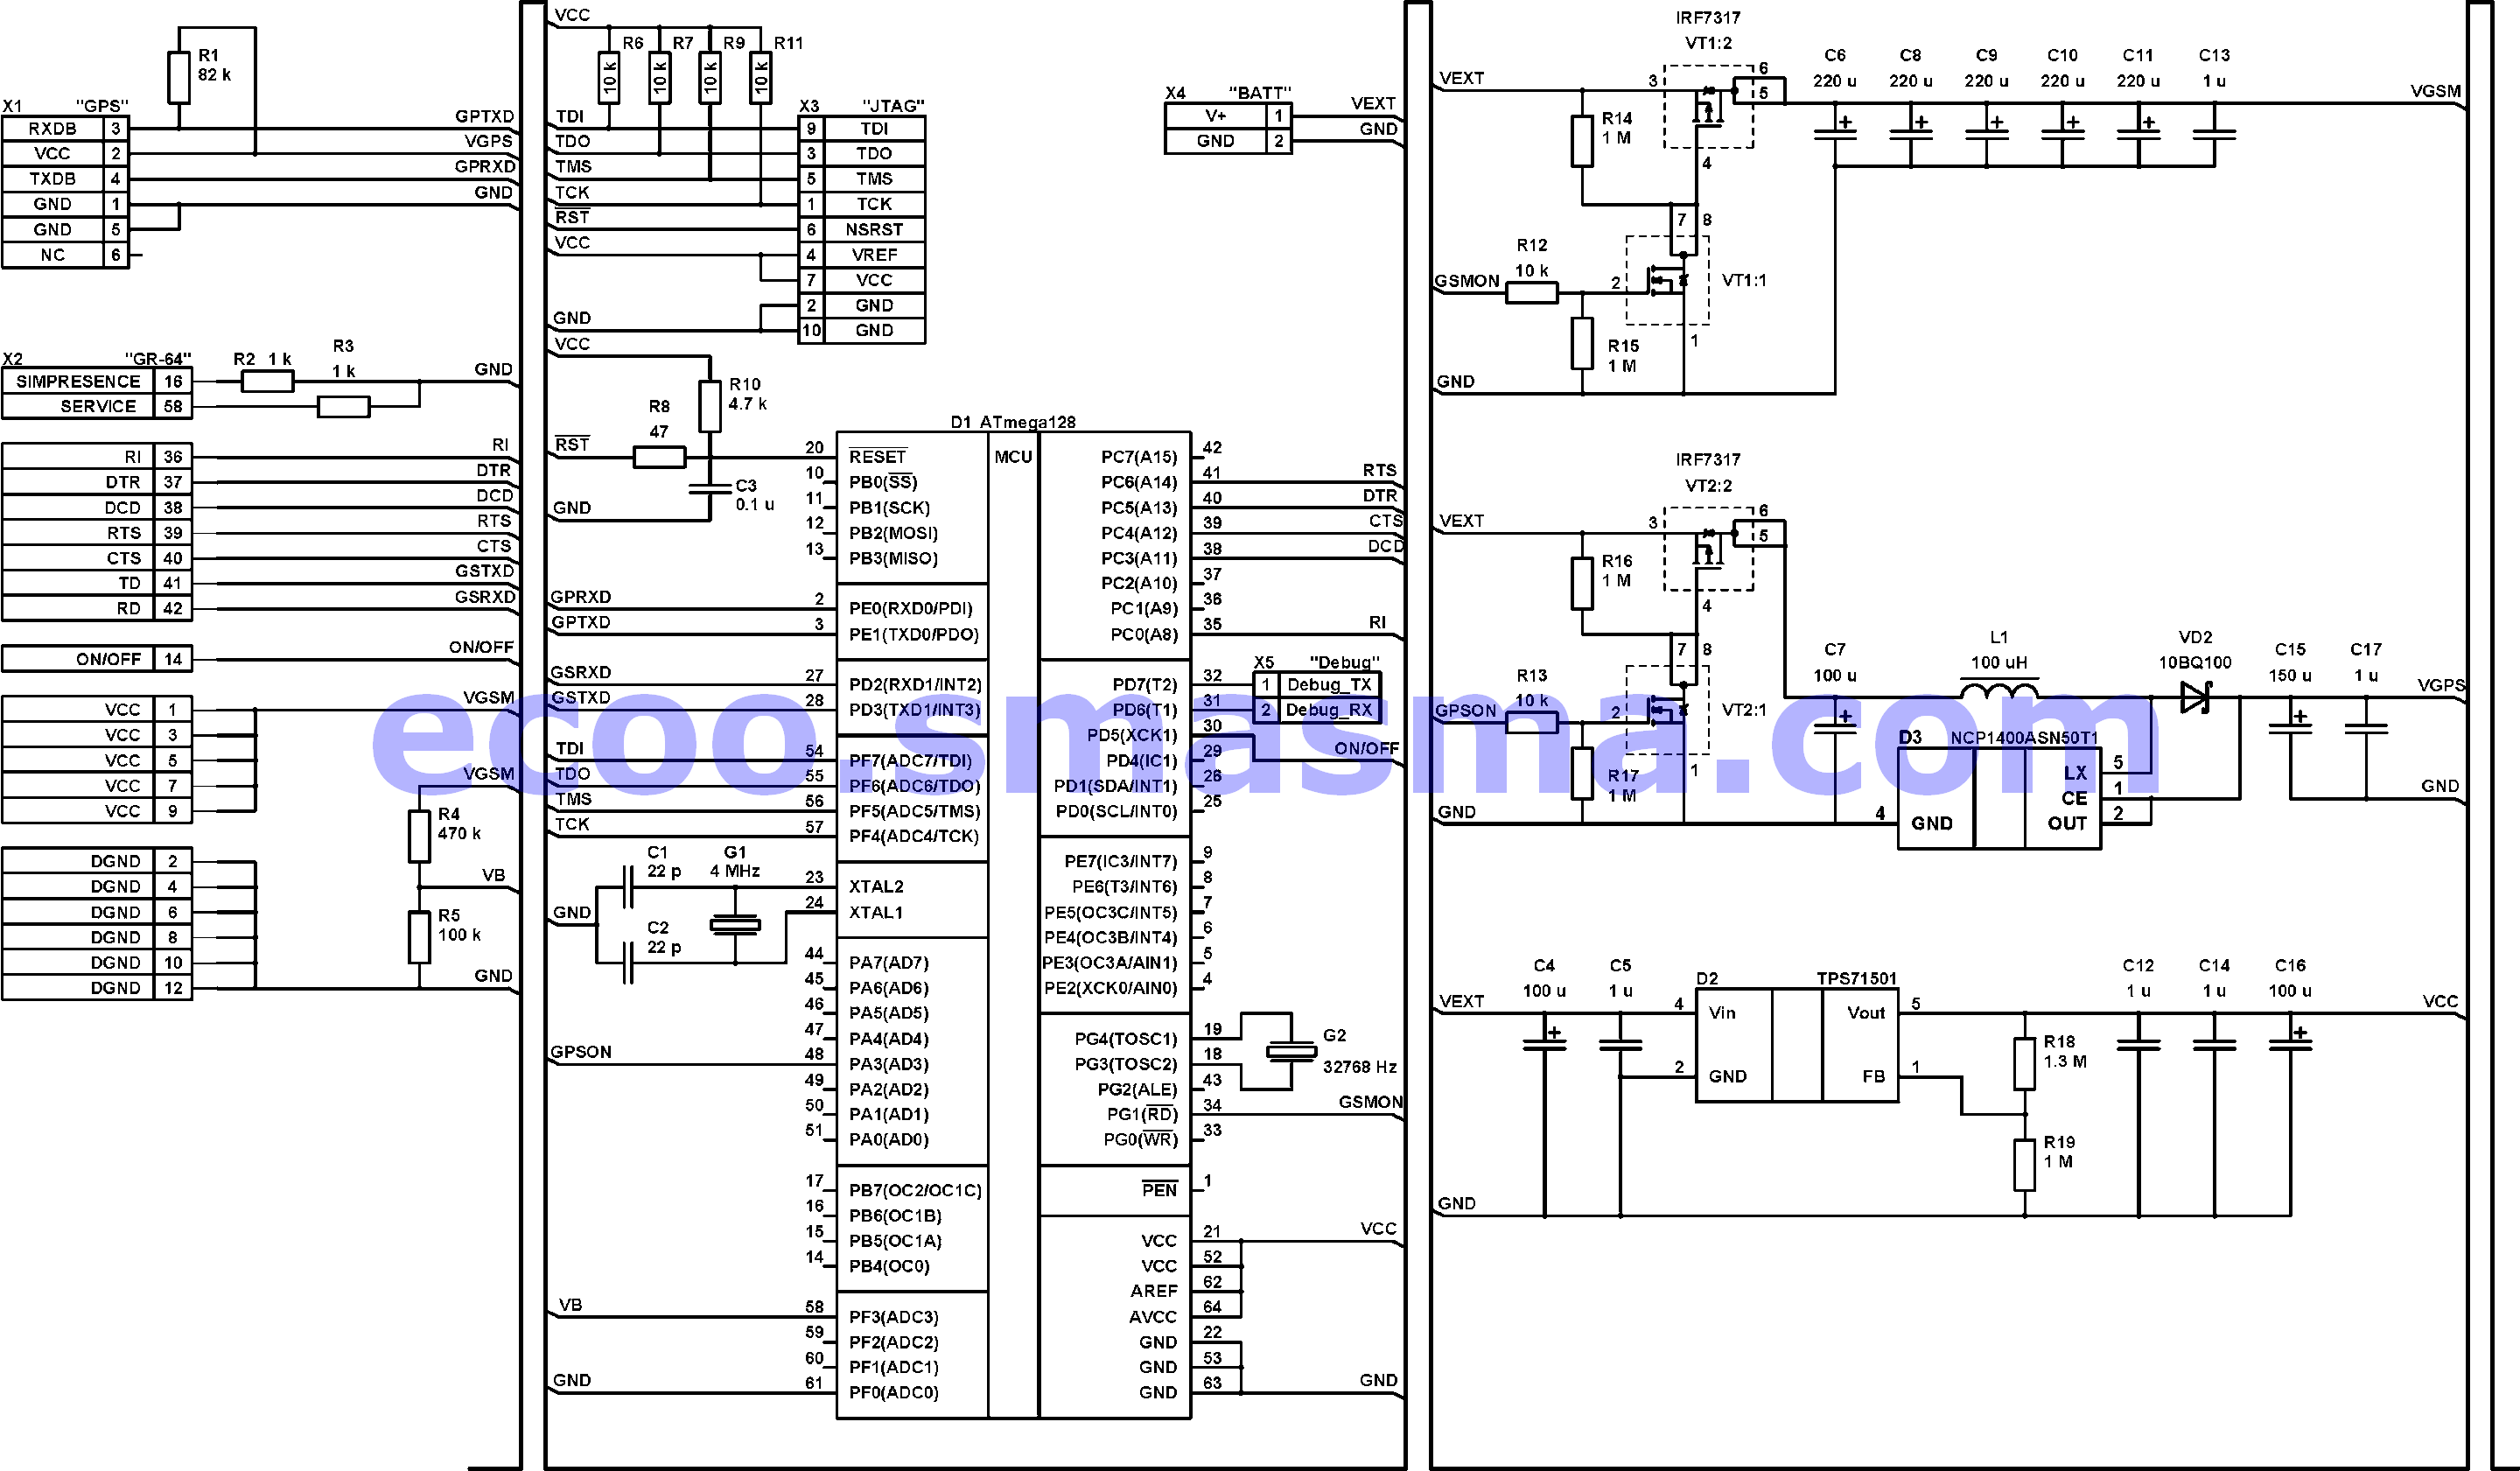 X1 "GPS"
RXDB 3
VCC 2
TXDB 4
GND 1
GND 5
NC 6
R1
82 k
GPTXD
VGPS
GPRXD
GND
X2 "GR-64"
SIMPRESENCE 16
SERVICE 58
R2 1 k
R3
1 k
GND
RI 36
DTR 37
DCD 38
RTS 39
CTS 40
TD 41
RD 42
RI
DTR
DCD
RTS
CTS
GSTXD
GSRXD
ON/OFF 14
ON/OFF
VCC 1
VCC 3
VCC 5
VCC 7
VCC 9
VGSM
VGSM
R4
470 k
VB
R5
100 k
DGND 2
DGND 4
DGND 6
DGND 8
DGND 10
DGND 12
GND
VCC
R6 R7 R9 R11
10 k 10 k 10 k 10 k
TDI
TDO
TMS
TCK
RST
VCC
GND
X3 "JTAG"
9 TDI
3 TDO
5 TMS
1 TCK
6 NSRST
4 VREF
7 VCC
2 GND
10 GND
VCC
R10
4.7 k
R8
47
RST
C3
0.1 u
GND
D1 ATmega128
MCU
20 RESET
10 PB0(SS)
11 PB1(SCK)
12 PB2(MOSI)
13 PB3(MISO)
GPRXD 2 PE0(RXD0/PDI)
GPTXD 3 PE1(TXD0/PDO)
GSRXD 27 PD2(RXD1/INT2)
GSTXD 28 PD3(TXD1/INT3)
TDI 54 PF7(ADC7/TDI)
TDO 55 PF6(ADC6/TDO)
TMS 56 PF5(ADC5/TMS)
TCK 57 PF4(ADC4/TCK)
C1
22 p
G1
4 MHz
GND
C2
22 p
23 XTAL2
24 XTAL1
44 PA7(AD7)
45 PA6(AD6)
46 PA5(AD5)
47 PA4(AD4)
GPSON 48 PA3(AD3)
49 PA2(AD2)
50 PA1(AD1)
51 PA0(AD0)
17 PB7(OC2/OC1C)
16 PB6(OC1B)
15 PB5(OC1A)
14 PB4(OC0)
VB 58 PF3(ADC3)
59 PF2(ADC2)
60 PF1(ADC1)
GND 61 PF0(ADC0)
PC7(A15) 42
PC6(A14) 41 RTS
PC5(A13) 40 DTR
PC4(A12) 39 CTS
PC3(A11) 38 DCD
PC2(A10) 37
PC1(A9) 36
PC0(A8) 35 RI
X5 "Debug"
PD7(T2) 32 1 Debug_TX
PD6(T1) 31 2 Debug_RX
PD5(XCK1) 30 ON/OFF
PD4(IC1) 29
PD1(SDA/INT1) 26
PD0(SCL/INT0) 25
PE7(IC3/INT7) 9
PE6(T3/INT6) 8
PE5(OC3C/INT5) 7
PE4(OC3B/INT4) 6
PE3(OC3A/AIN1) 5
PE2(XCK0/AIN0) 4
PG4(TOSC1) 19
PG3(TOSC2) 18
PG2(ALE) 43
PG1(RD) 34 GSMON
PG0(WR) 33
G2
32768 Hz
PEN 1
VCC 21 VCC
VCC 52
AREF 62
AVCC 64
GND 22
GND 53
GND 63 GND
X4 "BATT"
V+ 1 VEXT
GND 2 GND
IRF7317
VT1:2
VEXT 3 6
5
4
R14
1 M
7 8
R12
10 k
GSMON 2 VT1:1
1
R15
1 M
GND
C6 C8 C9 C10 C11 C13
220 u 220 u 220 u 220 u 220 u 1 u
+ + + + +
VGSM
IRF7317
VT2:2
VEXT 3 6
5
4
R16
1 M
7 8
R13
10 k
GPSON 2 VT2:1
1
R17
1 M
GND
C7
100 u
+
L1
100 uH
VD2
10BQ100
C15
150 u
+
C17
1 u
VGPS
GND
D3 NCP1400ASN50T1
LX 5
CE 1
4 GND OUT 2
C4
100 u
+
C5
1 u
D2 TPS71501
VEXT 4 Vin Vout 5
2 GND FB 1
R18
1.3 M
R19
1 M
C12
1 u
C14
1 u
C16
100 u
+
VCC
GND
ecoo.smasma.com